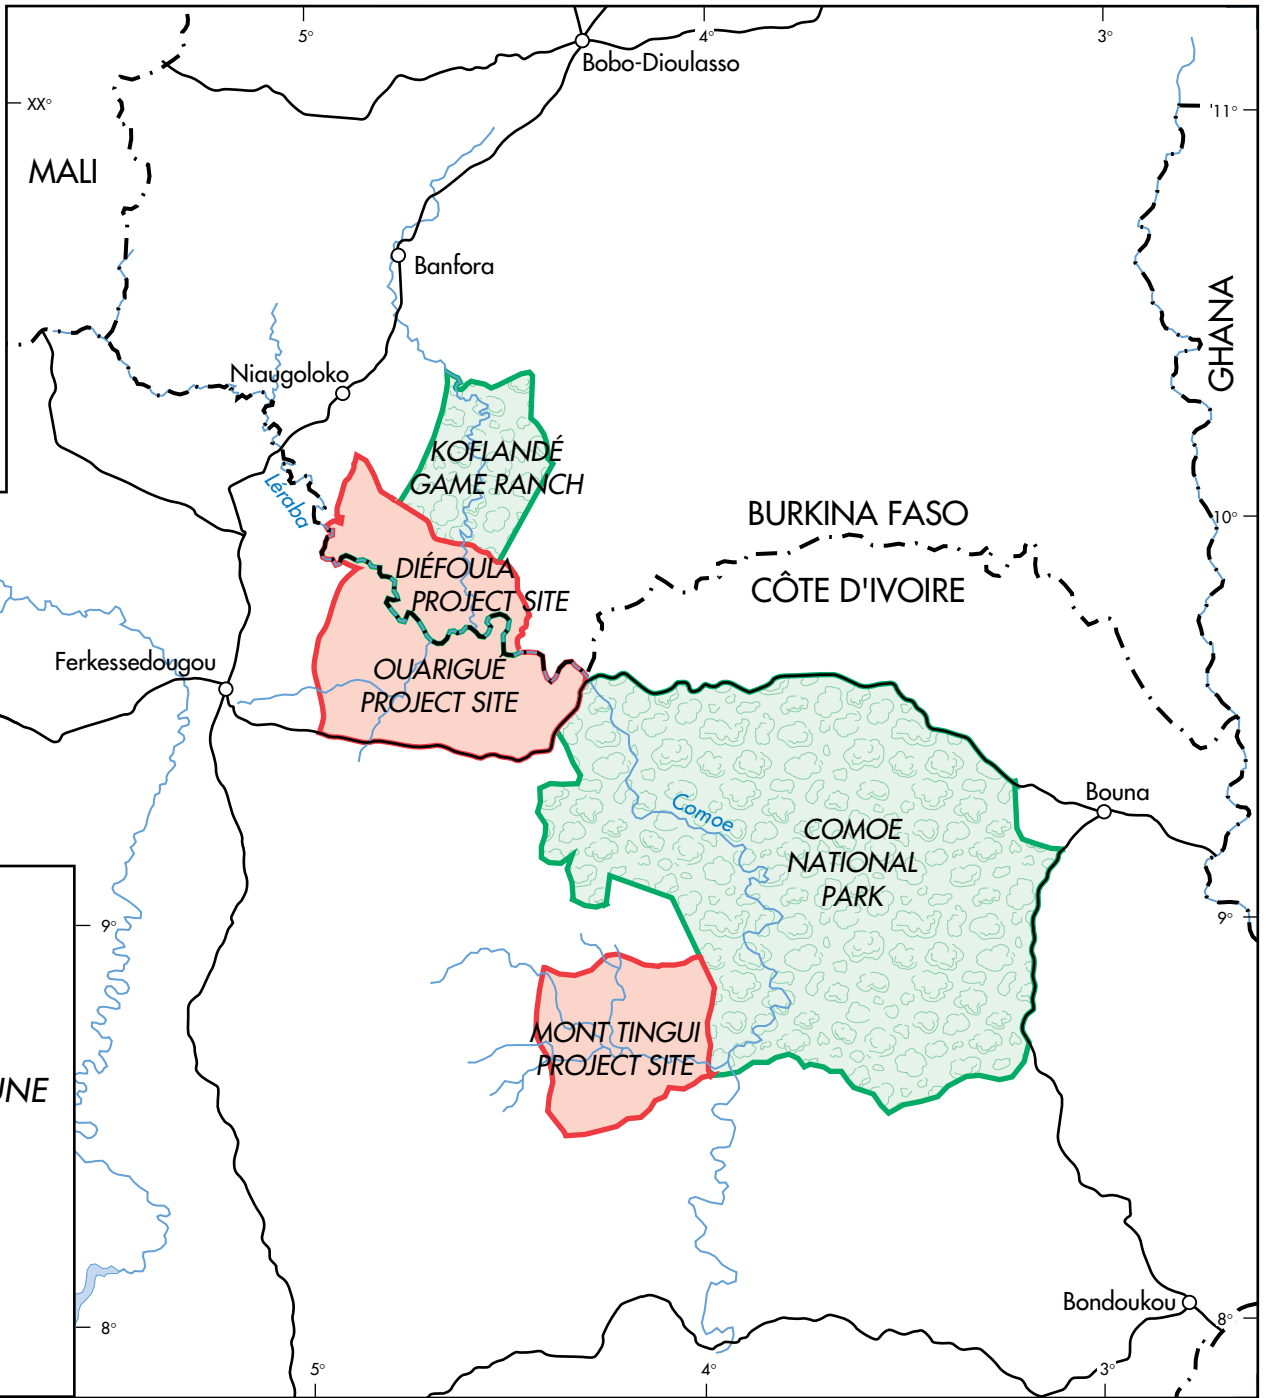 5°
4°
3°
Bobo-Dioulasso
XX°
11°
MALI
Banfora
GHANA
Niaugoloko
KOFLANDÉ
GAME RANCH
Léraba
BURKINA FASO
10°
DIÉFOULA
PROJECT SITE
CÔTE D'IVOIRE
Ferkessedougou
OUARIGUÉ
PROJECT SITE
Bouna
Comoe
COMOE
NATIONAL
PARK
9°
9°
MONT TINGUI
PROJECT SITE
UNE
Bondoukou
8°
8°
5°
4°
3°